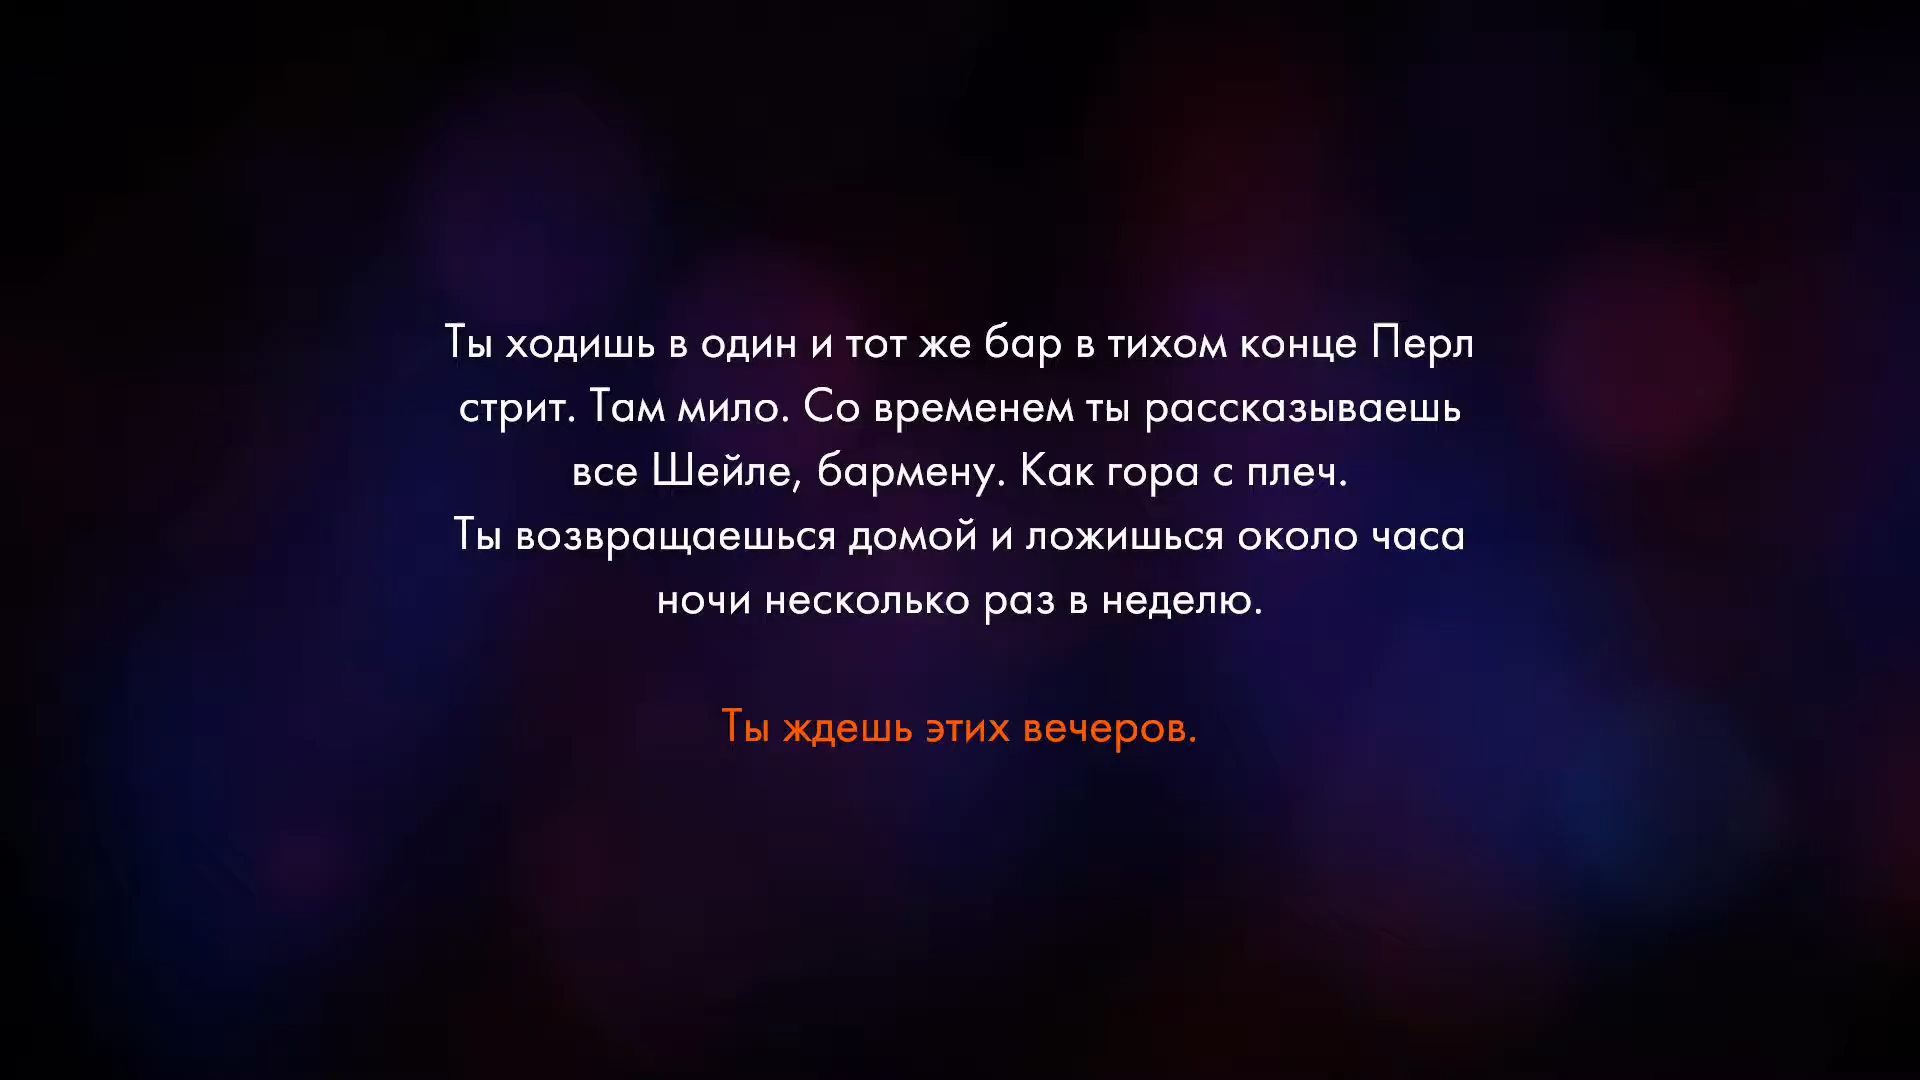 Ты ходишь в один и тот же бар в тихом конце Перл
стрит. Там мило. Со временем ты рассказываешь
все Шейле, бармену. Как гора с плеч.
Ты возвращаешься домой и ложишься около часа
ночи несколько раз в неделю.
Ты ждешь этих вечеров.